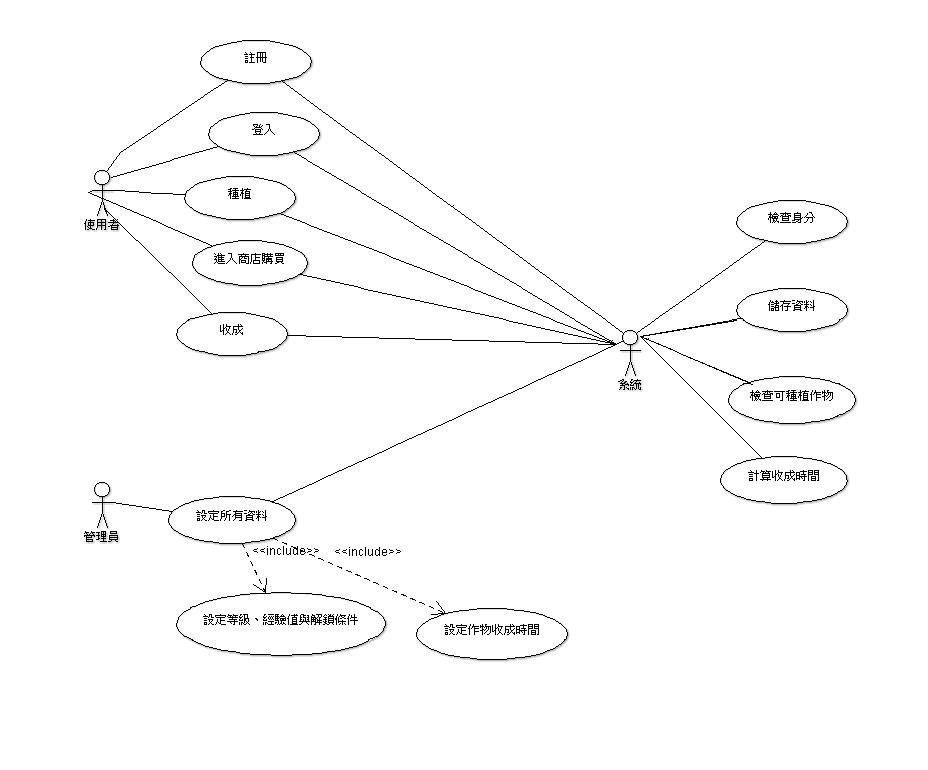 註冊
登入
種植
使用者
進入商店購買
收成
檢查身分
儲存資料
系統
檢查可種植作物
計算收成時間
管理員
設定所有資料
<<include>>
<<include>>
設定等級、經驗值與解鎖條件
設定作物收成時間